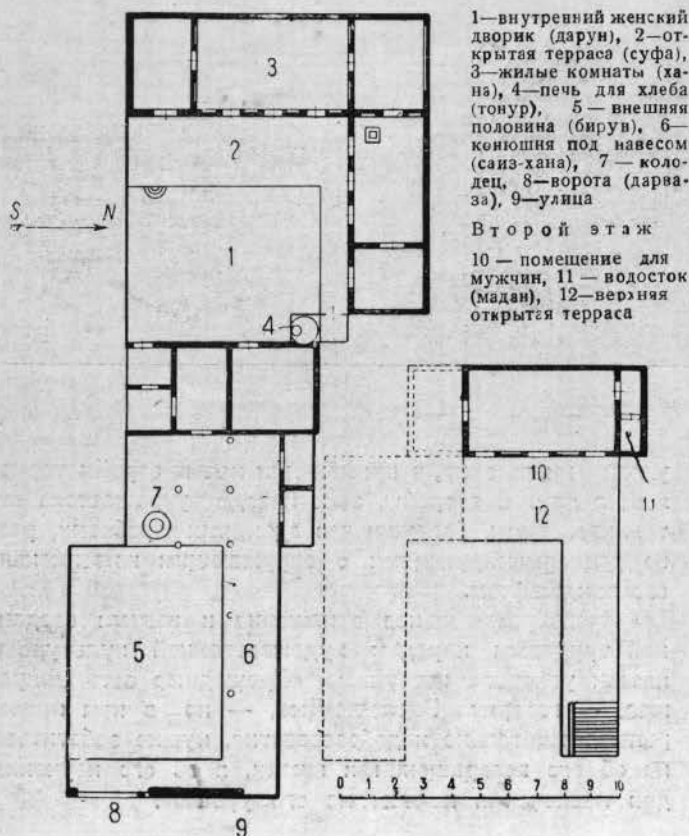 1—внутренний женский
дворик (дарун), 2—от-
крытая терраса (суфа),
3—жилые комнаты (ха-
на), 4—печь для хлеба
(тонур), 5 — внешняя
половина (бирун), 6—
конюшня под навесом
(саиз-хана), 7 — коло-
дец, 8—ворота (дарва-
за), 9—улица
Второй этаж
10 — помещение для
мужчин, 11 — водосток
(мадан), 12—верхняя
открытая терраса
3
2
S N
1
4
10
11
12
7
5 6
0 1 2 3 4 5 6 7 8 9 10
8
9